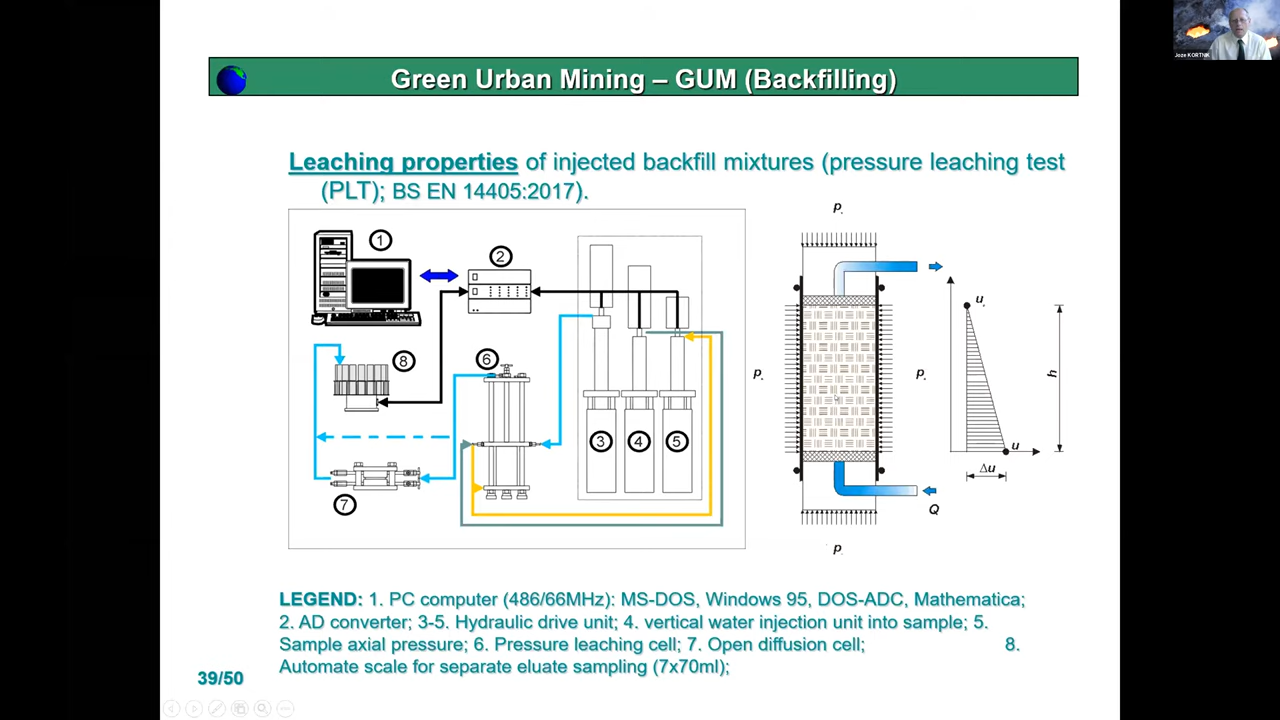 Joze KORTNIK
Green Urban Mining – GUM (Backfilling)
Leaching properties of injected backfill mixtures (pressure leaching test
(PLT); BS EN 14405:2017).
1
2
8
6
3
4
5
7
p
p
p
p
Q
u
u
Δu
h
LEGEND: 1. PC computer (486/66MHz): MS-DOS, Windows 95, DOS-ADC, Mathematica;
2. AD converter; 3-5. Hydraulic drive unit; 4. vertical water injection unit into sample; 5.
Sample axial pressure; 6. Pressure leaching cell; 7. Open diffusion cell; 8.
Automate scale for separate eluate sampling (7x70ml);
39/50